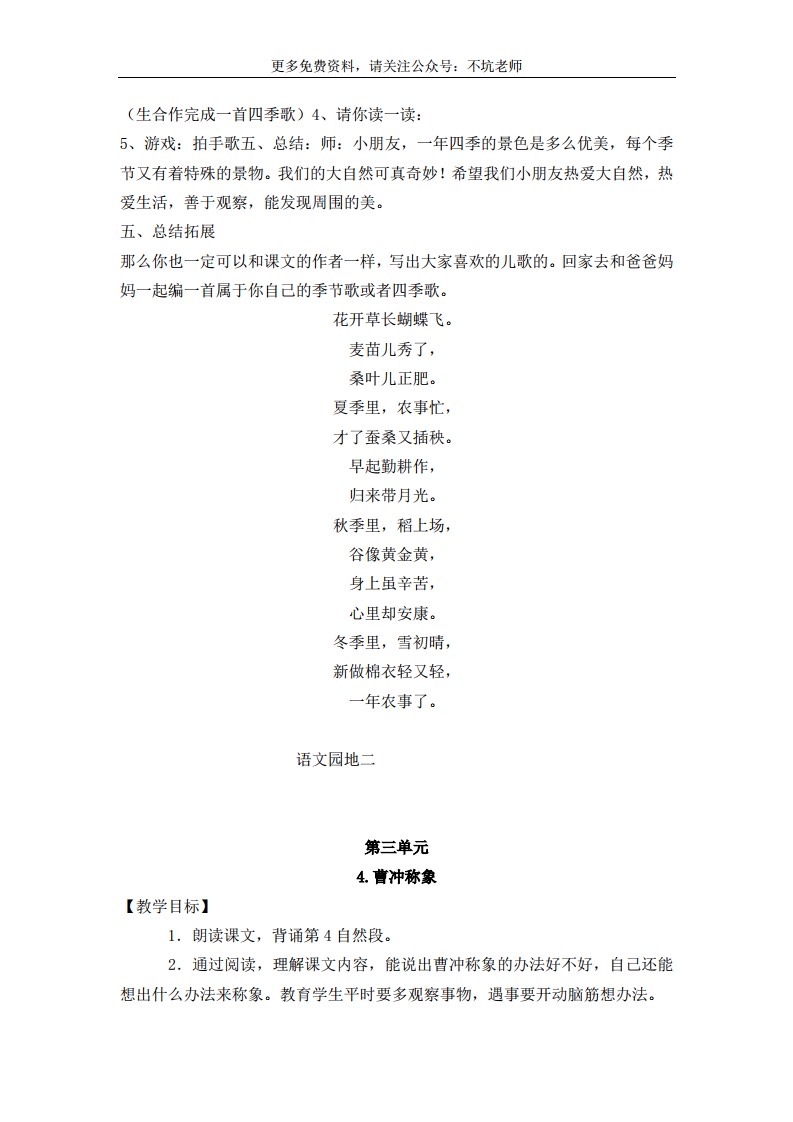 更多免费资料，请关注公众号：不坑老师
（生合作完成一首四季歌）4、请你读一读：
5、游戏：拍手歌五、总结：师：小朋友，一年四季的景色是多么优美，每个季
节又有着特殊的景物。我们的大自然可真奇妙！希望我们小朋友热爱大自然，热
爱生活，善于观察，能发现周围的美。
五、总结拓展
那么你也一定可以和课文的作者一样，写出大家喜欢的儿歌的。回家去和爸爸妈
妈一起编一首属于你自己的季节歌或者四季歌。
花开草长蝴蝶飞。
麦苗儿秀了，
桑叶儿正肥。
夏季里，农事忙，
才了蚕桑又插秧。
早起勤耕作，
归来带月光。
秋季里，稻上场，
谷像黄金黄，
身上虽辛苦，
心里却安康。
冬季里，雪初晴，
新做棉衣轻又轻，
一年农事了。
语文园地二
第三单元
4.曹冲称象
【教学目标】
1．朗读课文，背诵第 4 自然段。
2．通过阅读，理解课文内容，能说出曹冲称象的办法好不好，自己还能
想出什么办法来称象。教育学生平时要多观察事物，遇事要开动脑筋想办法。